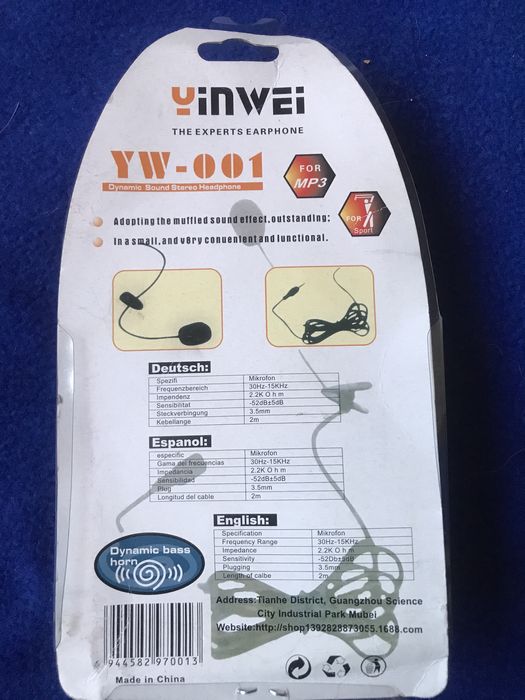 YINWEI
THE EXPERTS EARPHONE
YW-001
Dynamic Sound Stereo Headphone
FOR
MP3
FOR
Sport
Adopting the muffled sound effect,outstanding;
In a small,and v8ry conuenient and lunctional.
Deutsch:
Spezifi Mikrofon
Frequenzbereich 30Hz-15KHz
Impendenz 2.2K O h m
Sensibilitat -52dB±5dB
Steckverbingung 3.5mm
Kebellange 2m
Espanol:
especific Mikrofon
Gama del frecuencias 30Hz-15KHz
Impedancia 2.2K O h m
Sensibilidad -52dB±5dB
Plug 3.5mm
Longitud del cable 2m
English:
Specification Mikrofon
Frequency Range 30Hz-15KHz
Impedance 2.2K O h m
Sensitivity -52Db±5dB
Plugging 3.5mm
Length of calbe 2m
Dynamic bass
horn
Address:Tianhe District, Guangzhou Science
City Industrial Park Mubei
Website:http://shop1392828873055.1688.com
6 944582 970013
Made in China